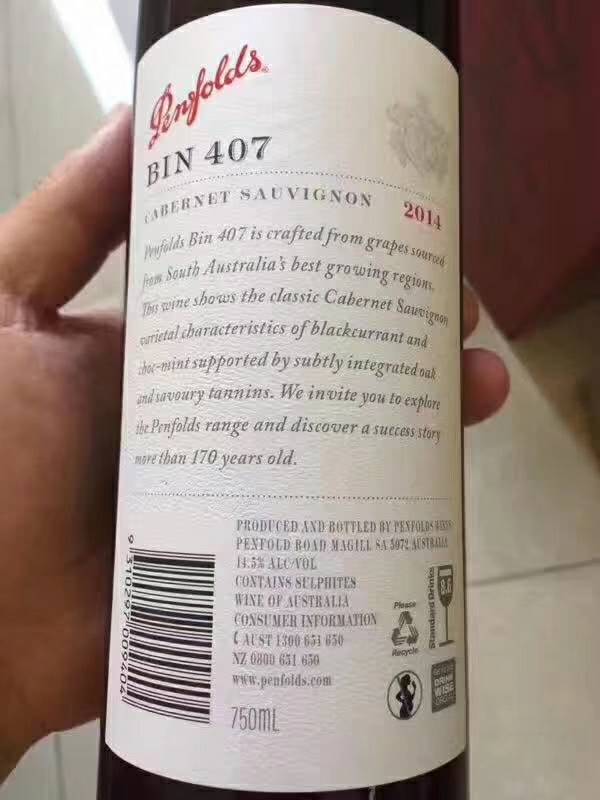 Penfolds
BIN 407
CABERNET SAUVIGNON 2014
Penfolds Bin 407 is crafted from grapes sourced
from South Australia's best growing regions.
This wine shows the classic Cabernet Sauvignon
varietal characteristics of blackcurrant and
choc-mint supported by subtly integrated oak
and savoury tannins. We invite you to explore
the Penfolds range and discover a success story
more than 170 years old.
PRODUCED AND BOTTLED BY PENFOLDS WINES
PENFOLD ROAD MAGILL SA 5072 AUSTRALIA
14.5% ALC/VOL
CONTAINS SULPHITES
WINE OF AUSTRALIA
CONSUMER INFORMATION
AUST 1300 651 650
NZ 0800 651 650
www.penfolds.com
750ML
9 310297 009404
Please
Recycle
Standard Drinks
8.6
DRINK
WISE